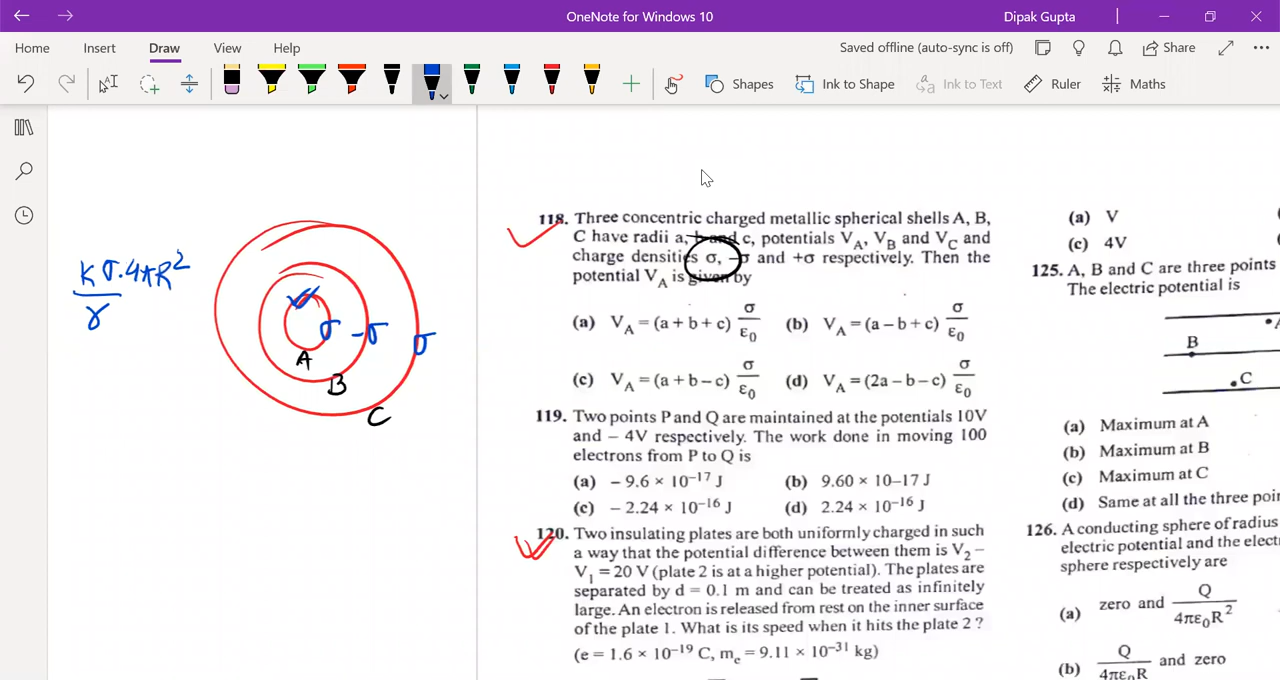 OneNote for Windows 10
Dipak Gupta
Home Insert Draw View Help
Saved offline (auto-sync is off)
Share
Shapes
Ink to Shape
Ink to Text
Ruler
Maths
Kσ.4πR²
r
σ -σ σ
A
B
C
118. Three concentric charged metallic spherical shells A, B,
C have radii a, b and c, potentials V_A, V_B and V_C and
charge densities σ, –σ and +σ respectively. Then the
potential V_A is given by
(a) V_A = (a + b + c) σ/ε₀ (b) V_A = (a – b + c) σ/ε₀
(c) V_A = (a + b – c) σ/ε₀ (d) V_A = (2a – b – c) σ/ε₀
119. Two points P and Q are maintained at the potentials 10V
and – 4V respectively. The work done in moving 100
electrons from P to Q is
(a) – 9.6 × 10⁻¹⁷ J (b) 9.60 × 10–17 J
(c) – 2.24 × 10⁻¹⁶ J (d) 2.24 × 10⁻¹⁶ J
120. Two insulating plates are both uniformly charged in such
a way that the potential difference between them is V₂ –
V₁ = 20 V (plate 2 is at a higher potential). The plates are
separated by d = 0.1 m and can be treated as infinitely
large. An electron is released from rest on the inner surface
of the plate 1. What is its speed when it hits the plate 2 ?
(e = 1.6 × 10⁻¹⁹ C, m_e = 9.11 × 10⁻³¹ kg)
(a) V
(c) 4V
125. A, B and C are three points
The electric potential is
B
C
(a) Maximum at A
(b) Maximum at B
(c) Maximum at C
(d) Same at all the three poin
126. A conducting sphere of radius
electric potential and the elect
sphere respectively are
(a) zero and Q/4πε₀R²
(b) Q/4πε₀R and zero